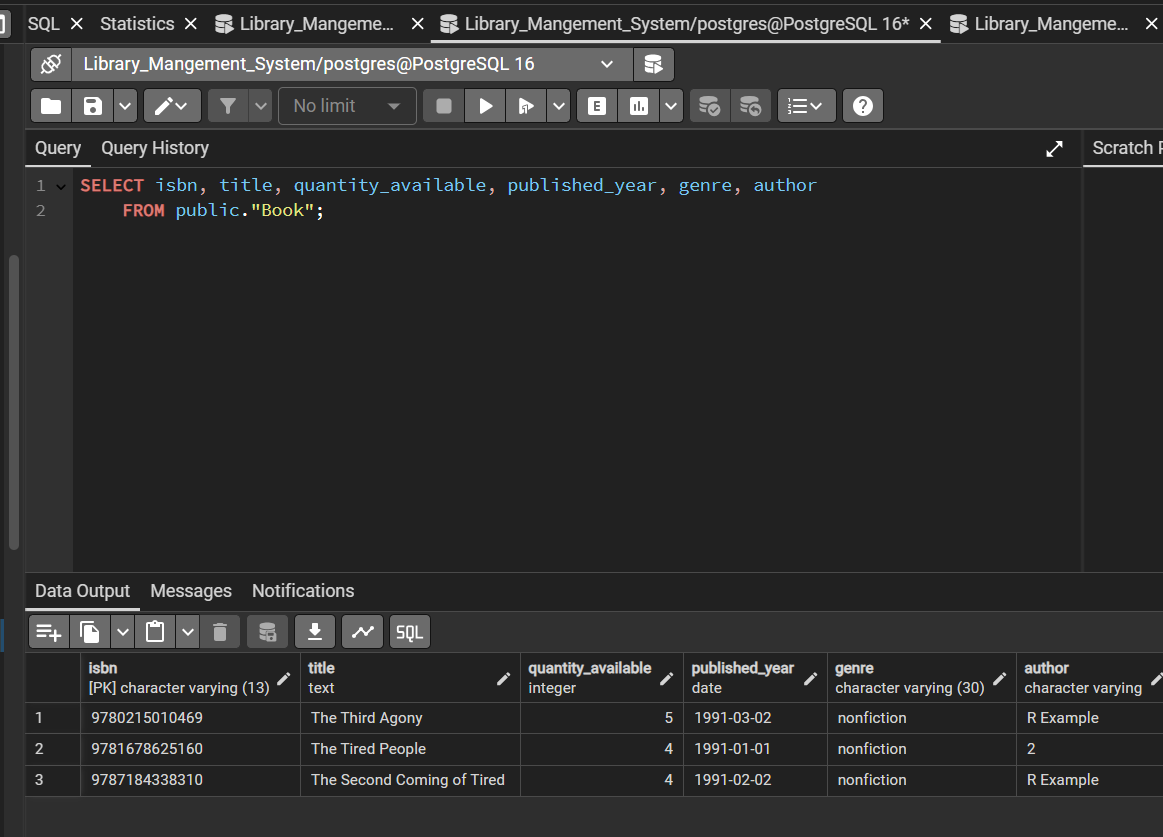 SQL Statistics Library_Mangeme... Library_Mangement_System/postgres@PostgreSQL 16* Library_Mangeme...
Library_Mangement_System/postgres@PostgreSQL 16
No limit E
Query Query History Scratch P
1 SELECT isbn, title, quantity_available, published_year, genre, author
2 FROM public."Book";
Data Output Messages Notifications
SQL
isbn title quantity_available published_year genre author
[PK] character varying (13) text integer date character varying (30) character varying
1 9780215010469 The Third Agony 5 1991-03-02 nonfiction R Example
2 9781678625160 The Tired People 4 1991-01-01 nonfiction 2
3 9787184338310 The Second Coming of Tired 4 1991-02-02 nonfiction R Example